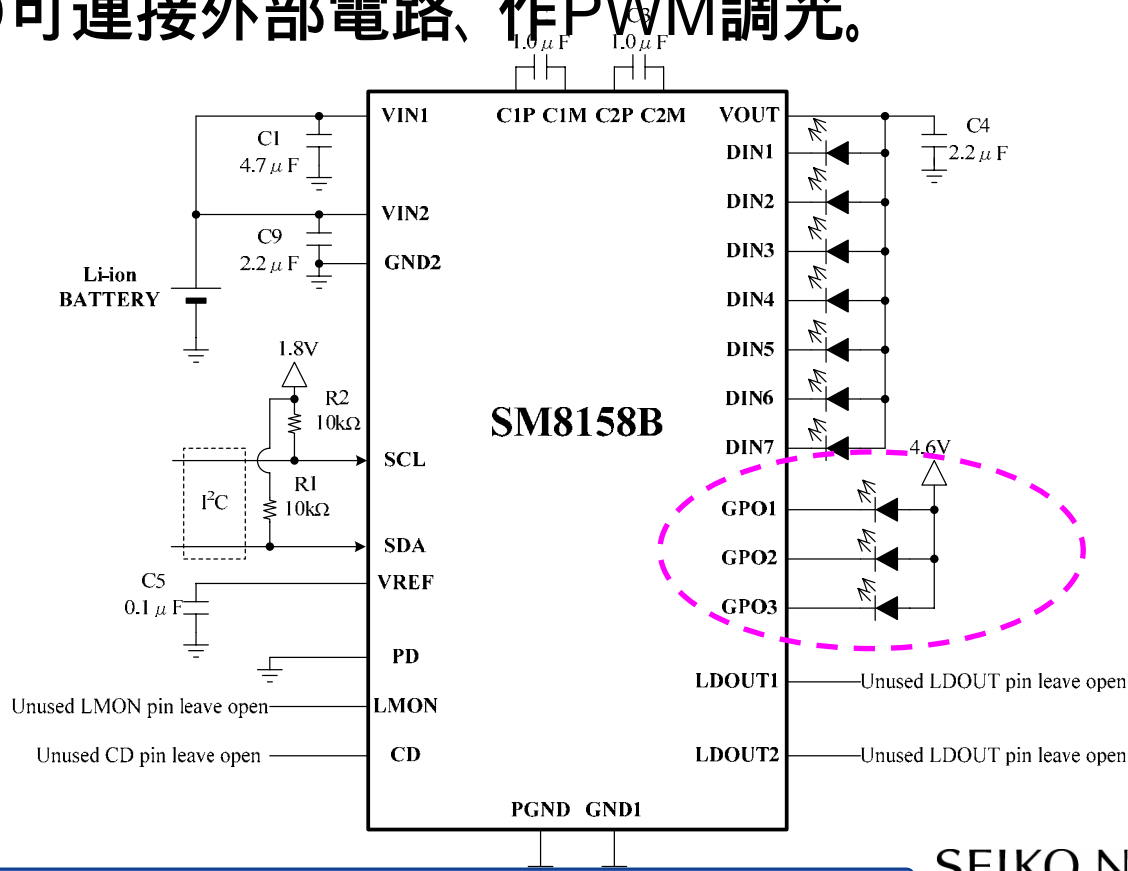 可連接外部電路、作PWM調光。
1.0μF
1.0μF
VIN1
C1P C1M C2P C2M
VOUT
C1
4.7μF
C4
2.2μF
DIN1
DIN2
VIN2
C9
2.2μF
DIN3
GND2
Li-ion
BATTERY
DIN4
DIN5
1.8V
R2
10kΩ
DIN6
SM8158B
DIN7
4.6V
SCL
I²C
R1
10kΩ
GPO1
SDA
GPO2
VREF
C5
0.1μF
GPO3
PD
LDOUT1
Unused LDOUT pin leave open
Unused LMON pin leave open
LMON
Unused CD pin leave open
CD
LDOUT2
Unused LDOUT pin leave open
PGND GND1
SEIKO N